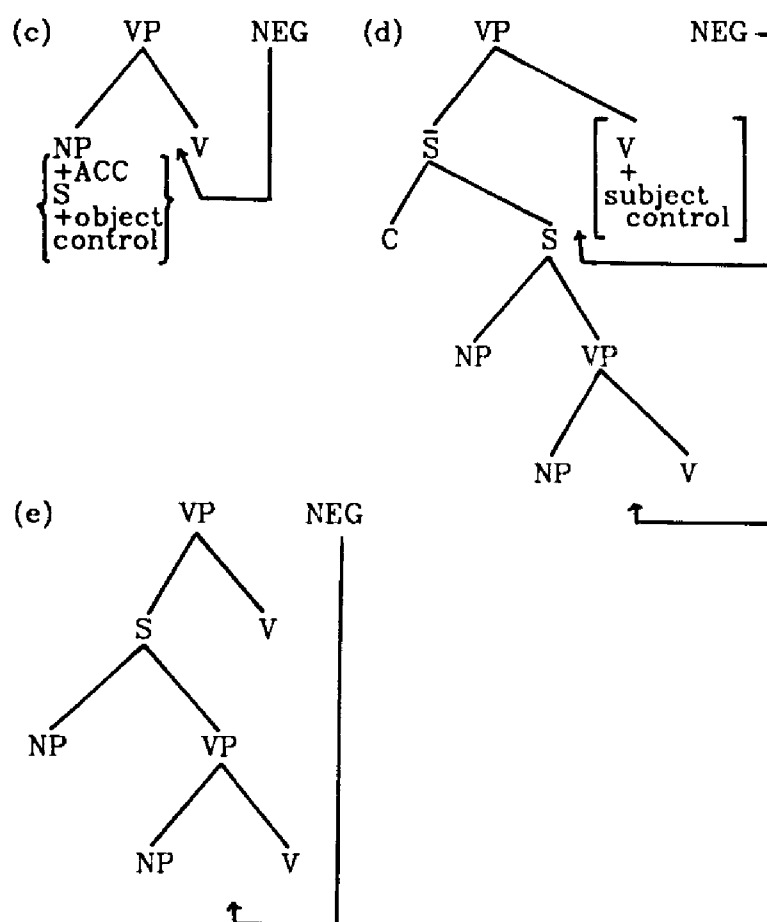 (c) VP NEG (d) VP NEG
NP V S̄ V
+ACC +
S subject
+object control
control C S
NP VP
NP V
(e) VP NEG
S V
NP VP
NP V